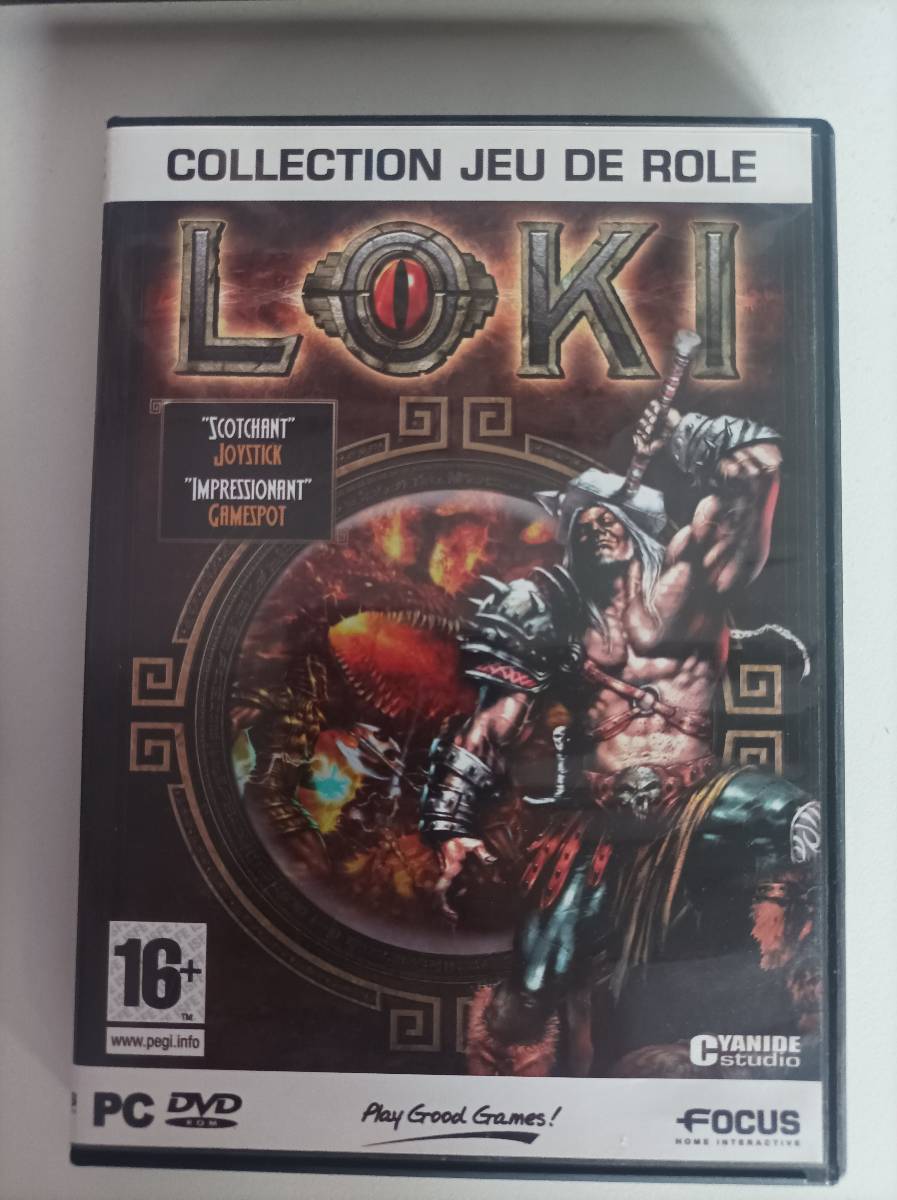 COLLECTION JEU DE ROLE
LOKI
"SCOTCHANT"
JOYSTICK
"IMPRESSIONANT"
GAMESPOT
16+
TM
www.pegi.info
CYANIDE
studio
PC DVD
ROM
Play Good Games!
FOCUS
HOME INTERACTIVE